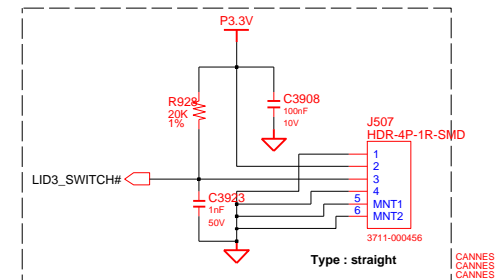 P3.3V
R928
20K
1%
C3908
100nF
10V
J507
HDR-4P-1R-SMD
1
2
LID3_SWITCH#
3
4
C3923
1nF
50V
5
MNT1
6
MNT2
3711-000456
Type : straight
CANNES
CANNES
CANNES